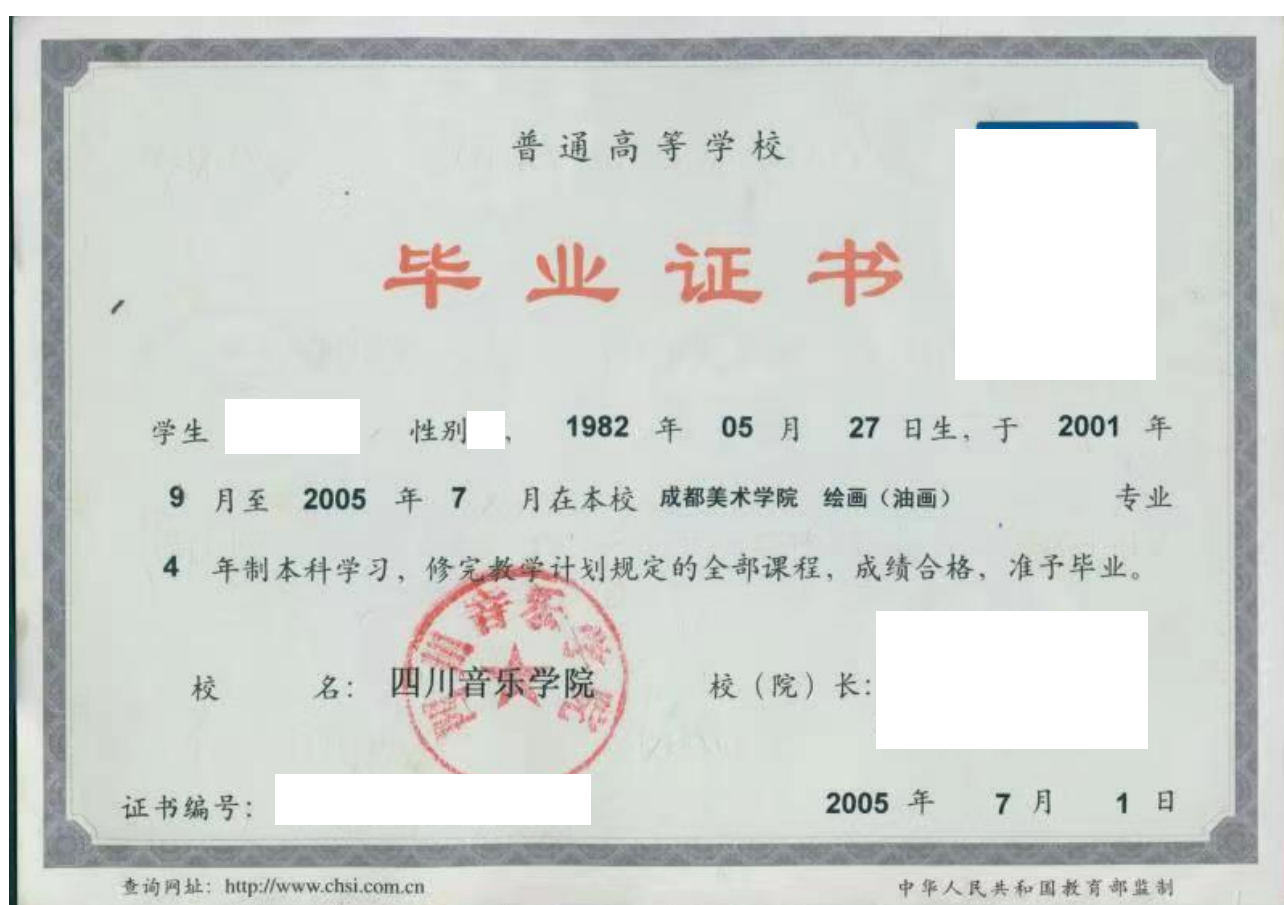 普通高等学校
毕业证书
学生 性别 、 1982 年 05 月 27 日生, 于 2001 年
9 月至 2005 年 7 月在本校 成都美术学院 绘画（油画） 专业
4 年制本科学习, 修完教学计划规定的全部课程, 成绩合格, 准予毕业。
四川音乐学院
校 名: 四川音乐学院 校（院）长:
证书编号: 2005 年 7 月 1 日
查询网址: http://www.chsi.com.cn 中华人民共和国教育部监制